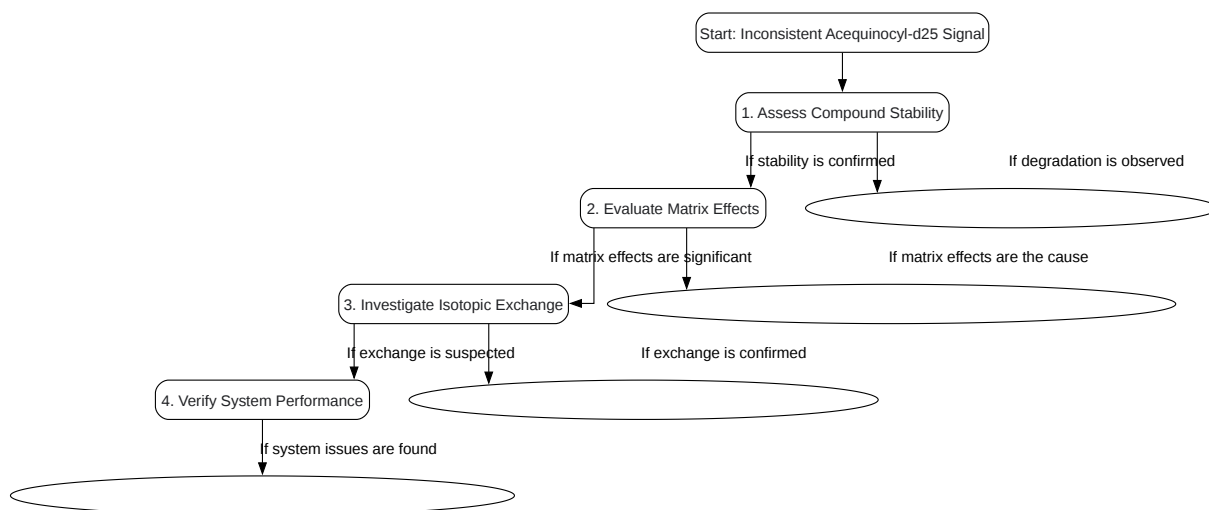 Start: Inconsistent Acequinocyl-d25 Signal
1. Assess Compound Stability
If stability is confirmed
If degradation is observed
2. Evaluate Matrix Effects
If matrix effects are significant
If matrix effects are the cause
3. Investigate Isotopic Exchange
If exchange is suspected
If exchange is confirmed
4. Verify System Performance
If system issues are found